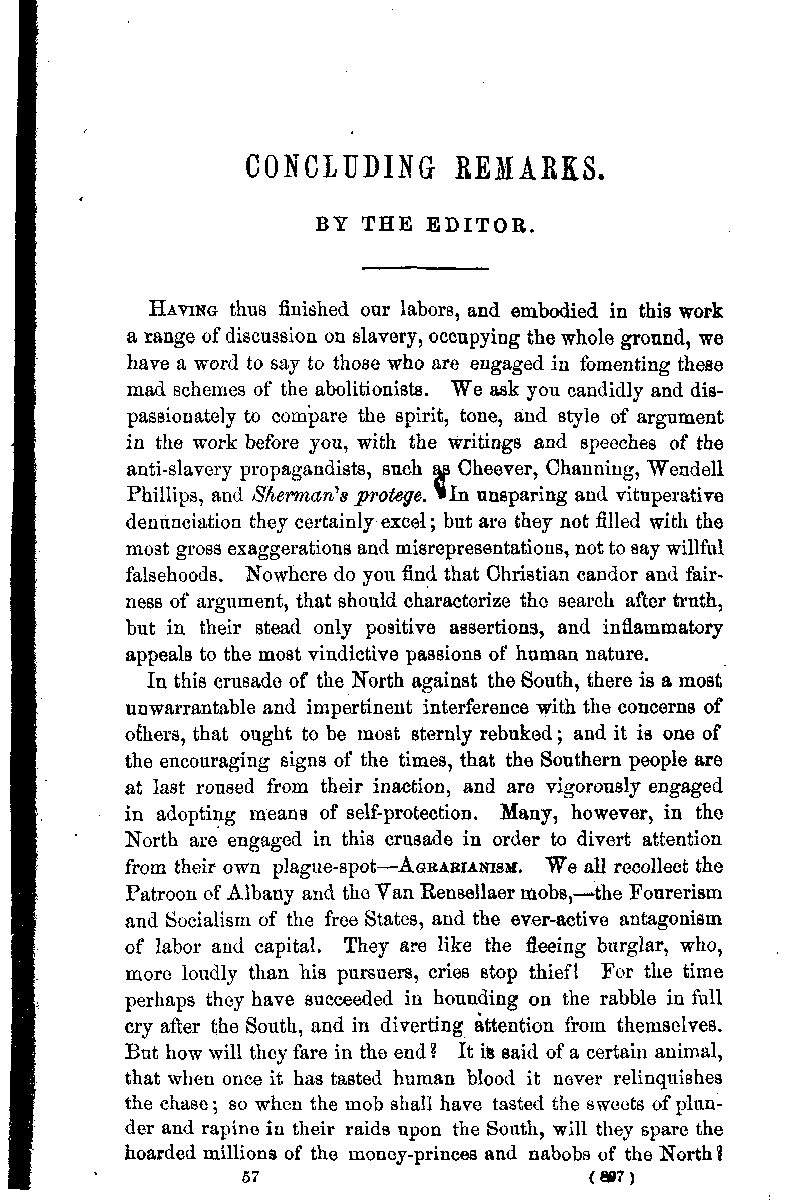 CONCLUDING REMARKS.
BY THE EDITOR.
HAVING thus finished our labors, and embodied in this work
a range of discussion on slavery, occupying the whole ground, we
have a word to say to those who are engaged in fomenting these
mad schemes of the abolitionists. We ask you candidly and dis-
passionately to compare the spirit, tone, and style of argument
in the work before you, with the writings and speeches of the
anti-slavery propagandists, such as Cheever, Channing, Wendell
Phillips, and Sherman's protege. In unsparing and vituperative
denunciation they certainly excel; but are they not filled with the
most gross exaggerations and misrepresentations, not to say willful
falsehoods. Nowhere do you find that Christian candor and fair-
ness of argument, that should characterize the search after truth,
but in their stead only positive assertions, and inflammatory
appeals to the most vindictive passions of human nature.
In this crusade of the North against the South, there is a most
unwarrantable and impertinent interference with the concerns of
others, that ought to be most sternly rebuked; and it is one of
the encouraging signs of the times, that the Southern people are
at last roused from their inaction, and are vigorously engaged
in adopting means of self-protection. Many, however, in the
North are engaged in this crusade in order to divert attention
from their own plague-spot—AGRARIANISM. We all recollect the
Patroon of Albany and the Van Rensellaer mobs,—the Fourerism
and Socialism of the free States, and the ever-active antagonism
of labor and capital. They are like the fleeing burglar, who,
more loudly than his pursuers, cries stop thief! For the time
perhaps they have succeeded in hounding on the rabble in full
cry after the South, and in diverting attention from themselves.
But how will they fare in the end? It is said of a certain animal,
that when once it has tasted human blood it never relinquishes
the chase; so when the mob shall have tasted the sweets of plun-
der and rapine in their raids upon the South, will they spare the
hoarded millions of the money-princes and nabobs of the North?
57 (897)